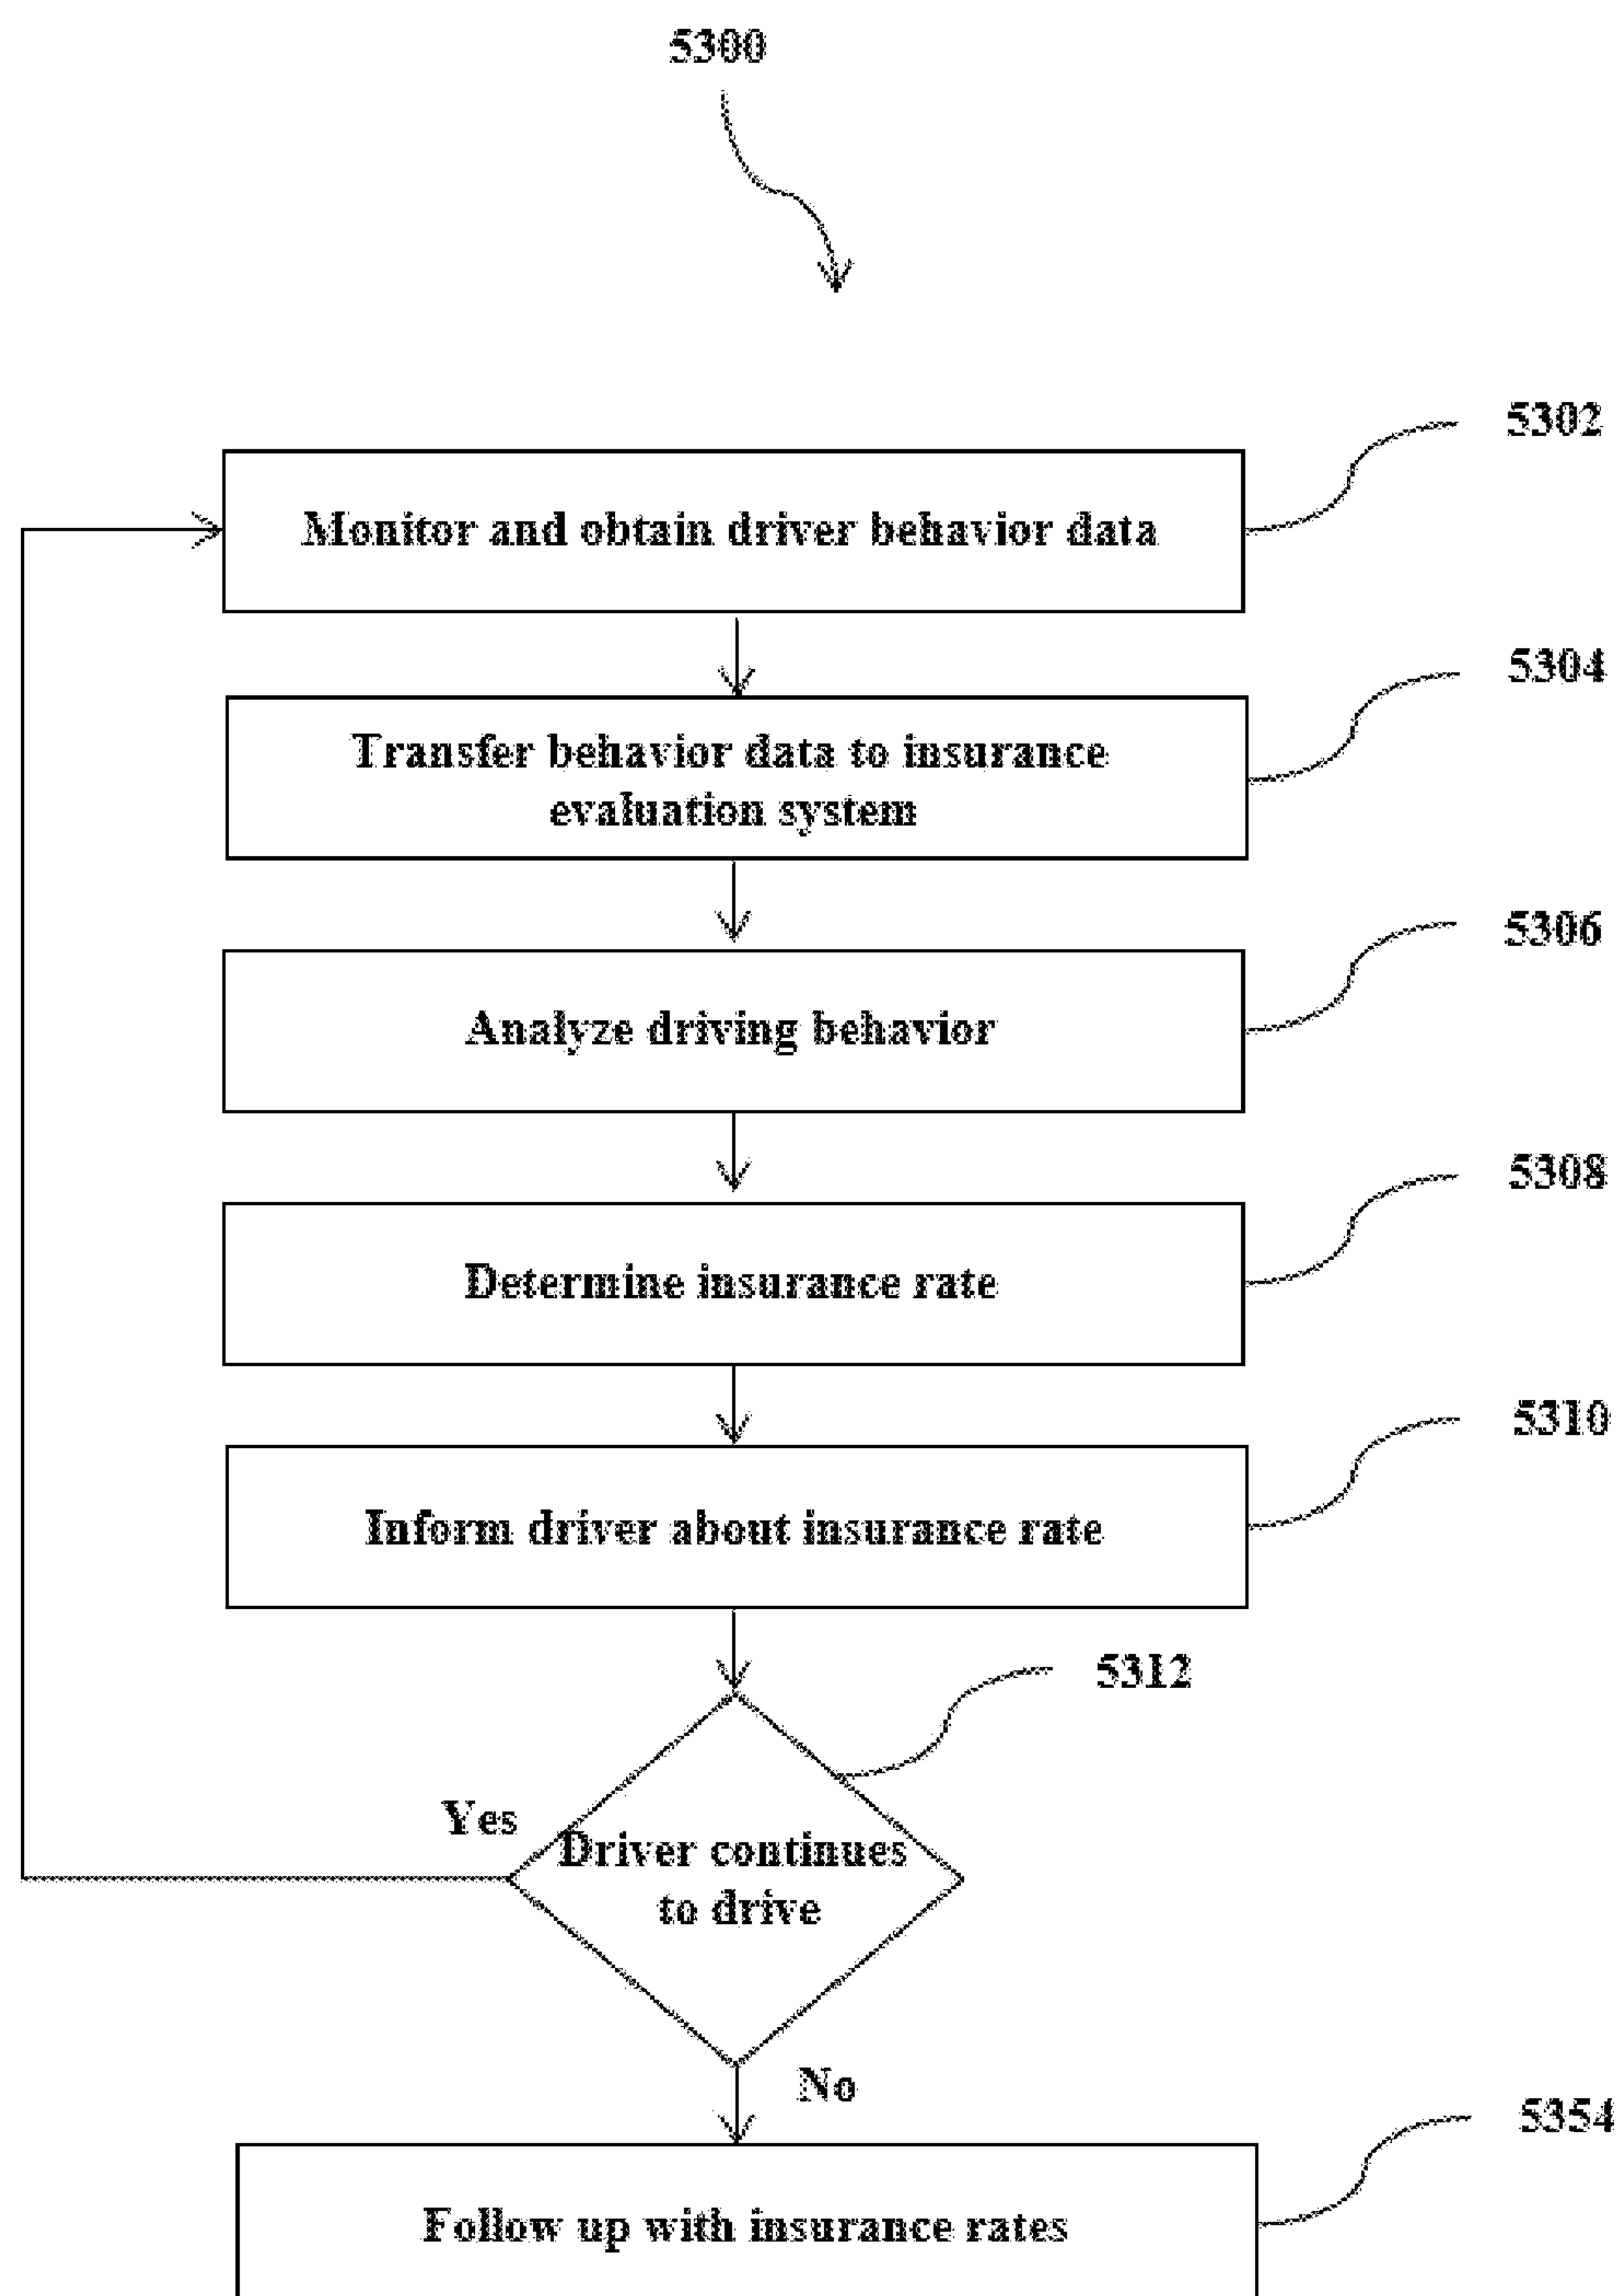 5300
5302
Monitor and obtain driver behavior data
5304
Transfer behavior data to insurance
evaluation system
5306
Analyze driving behavior
5308
Determine insurance rate
5310
Inform driver about insurance rate
5312
Yes
Driver continues
to drive
No
5354
Follow up with insurance rates